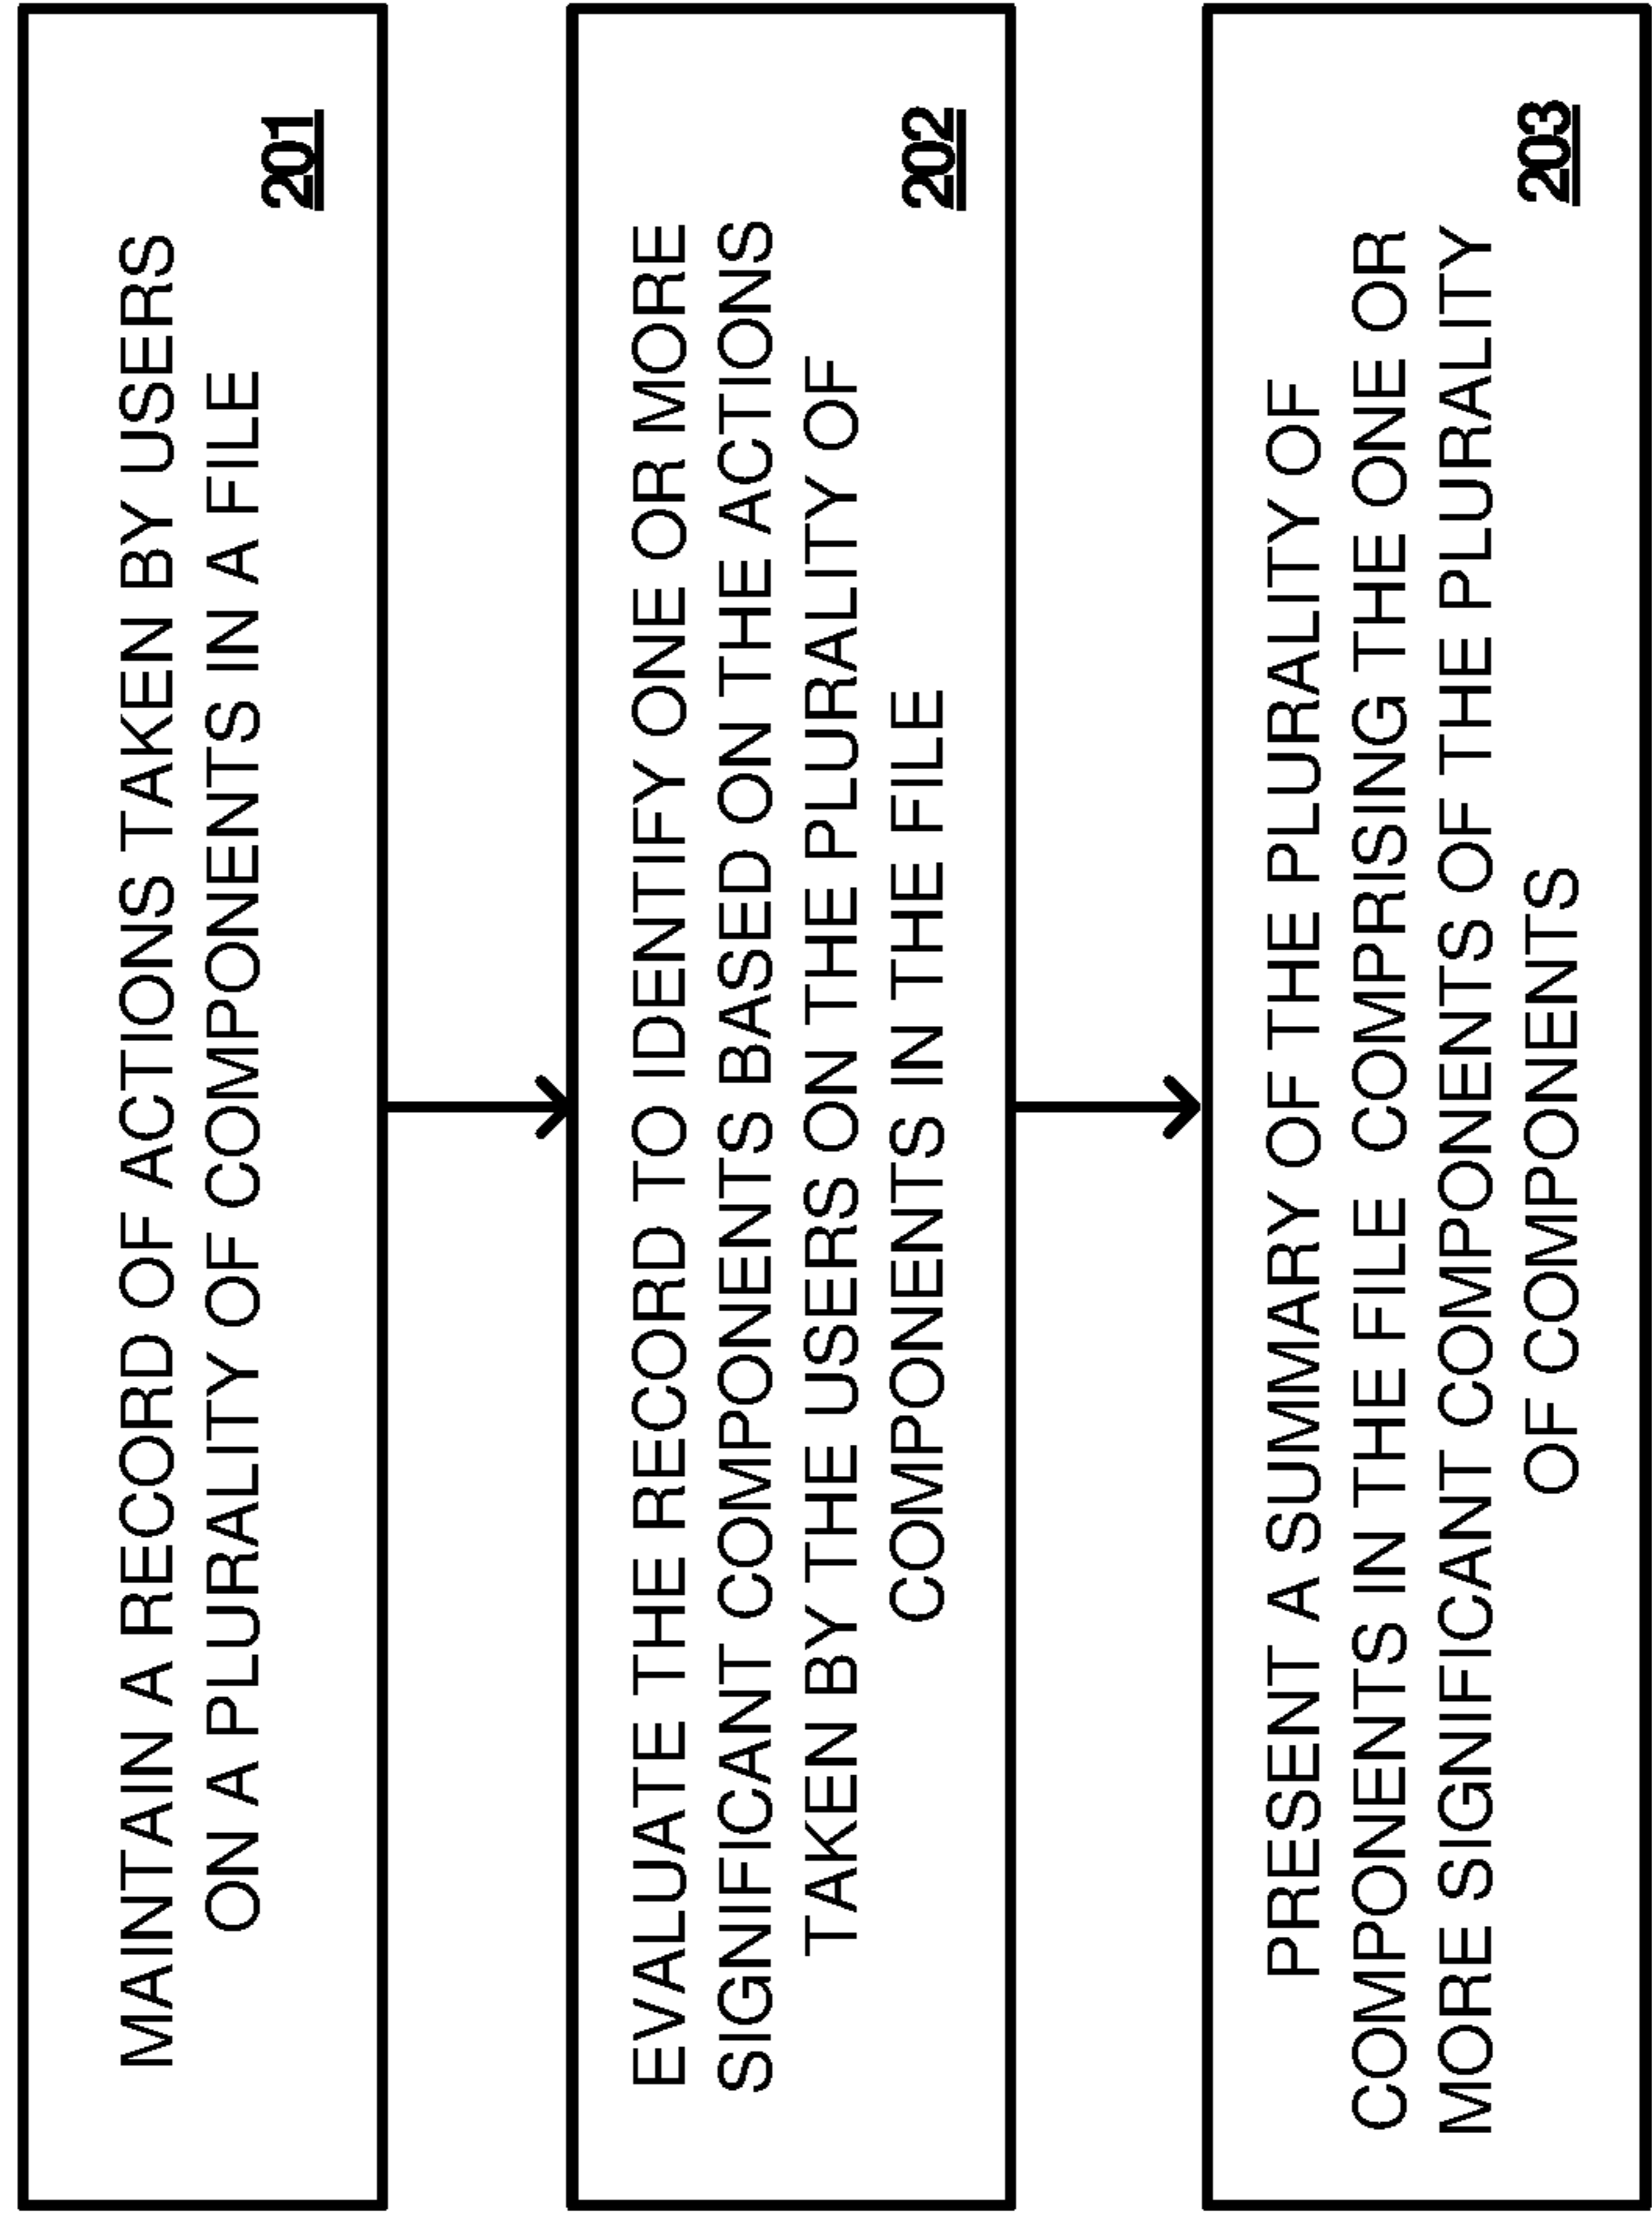 MAINTAIN A RECORD OF ACTIONS TAKEN BY USERS
ON A PLURALITY OF COMPONENTS IN A FILE
201
EVALUATE THE RECORD TO IDENTIFY ONE OR MORE
SIGNIFICANT COMPONENTS BASED ON THE ACTIONS
TAKEN BY THE USERS ON THE PLURALITY OF
COMPONENTS IN THE FILE
202
PRESENT A SUMMARY OF THE PLURALITY OF
COMPONENTS IN THE FILE COMPRISING THE ONE OR
MORE SIGNIFICANT COMPONENTS OF THE PLURALITY
OF COMPONENTS
203